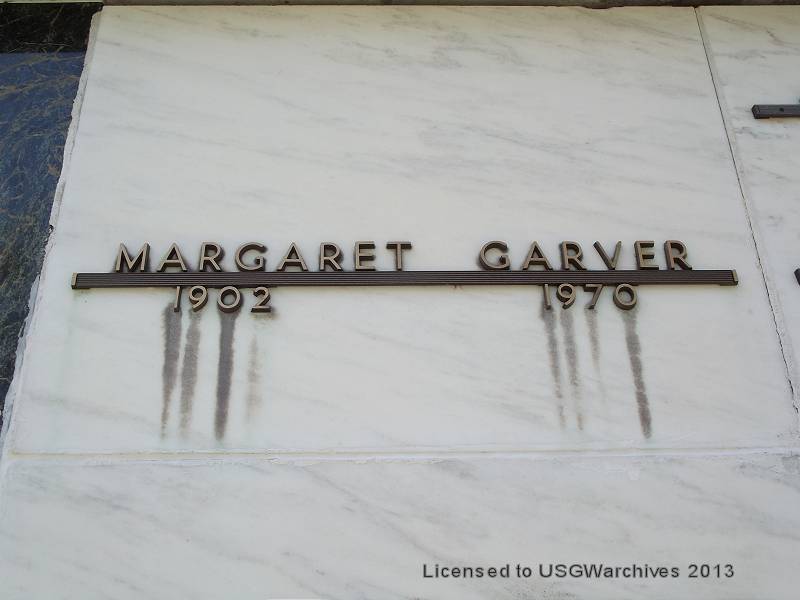 MARGARET GARVER
1902 1970
Licensed to USGWarchives 2013